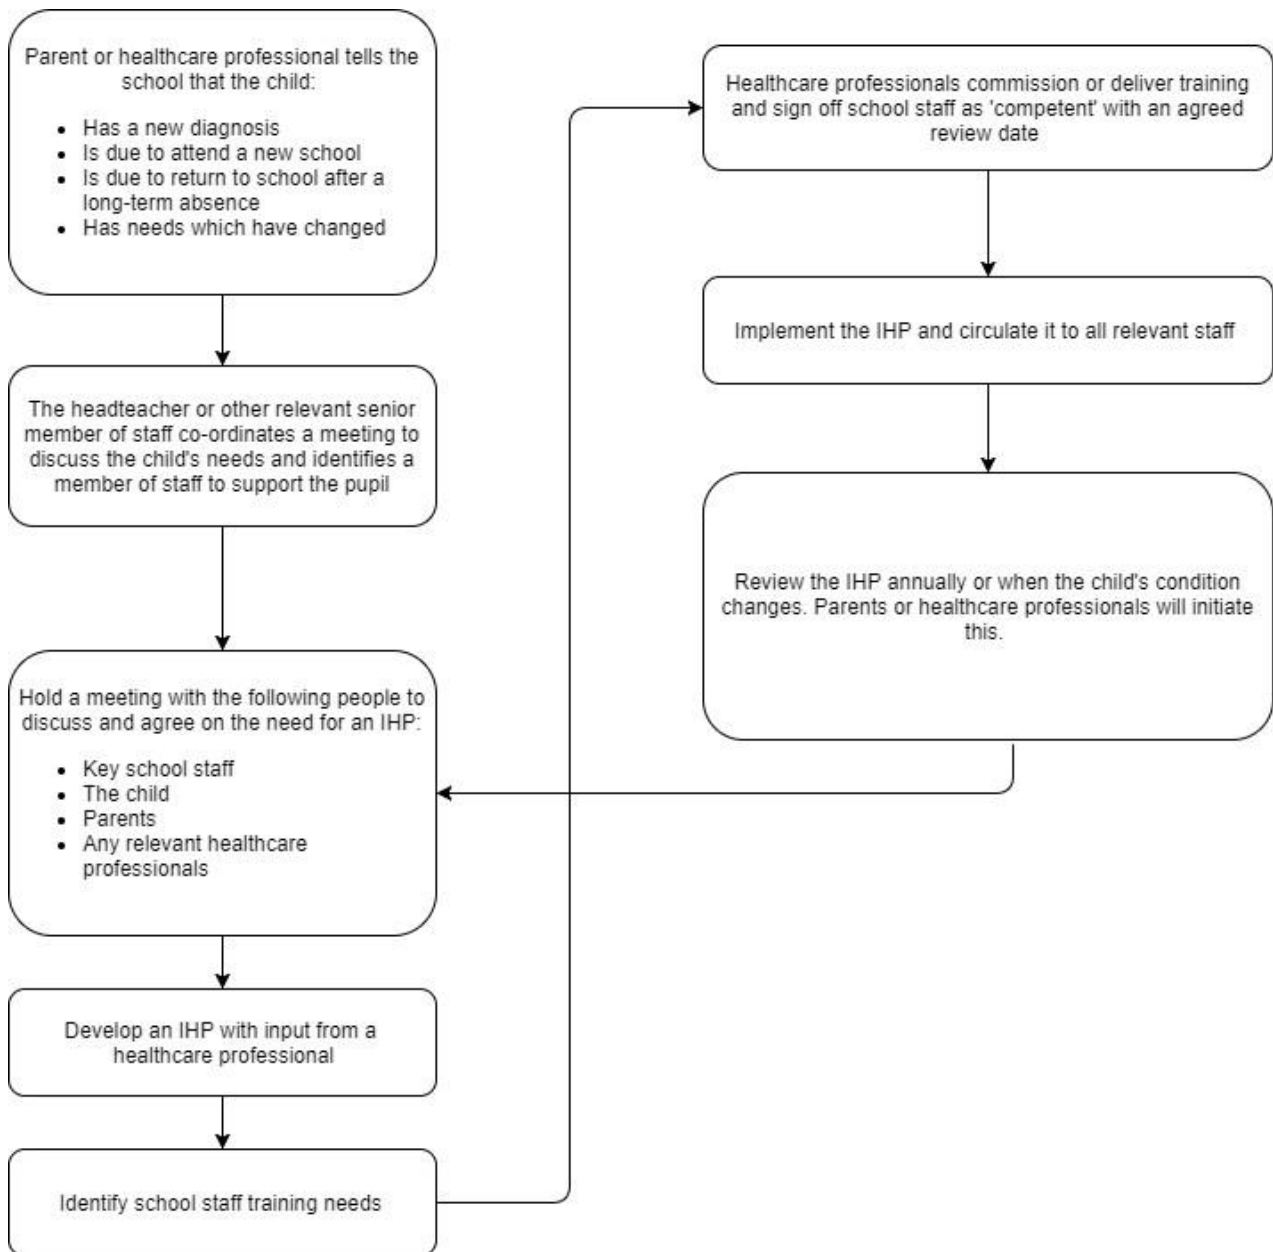 Parent or healthcare professional tells the
school that the child:
• Has a new diagnosis
• Is due to attend a new school
• Is due to return to school after a
long-term absence
• Has needs which have changed
The headteacher or other relevant senior
member of staff co-ordinates a meeting to
discuss the child's needs and identifies a
member of staff to support the pupil
Hold a meeting with the following people to
discuss and agree on the need for an IHP:
• Key school staff
• The child
• Parents
• Any relevant healthcare
professionals
Develop an IHP with input from a
healthcare professional
Identify school staff training needs
Healthcare professionals commission or deliver training
and sign off school staff as 'competent' with an agreed
review date
Implement the IHP and circulate it to all relevant staff
Review the IHP annually or when the child's condition
changes. Parents or healthcare professionals will initiate
this.